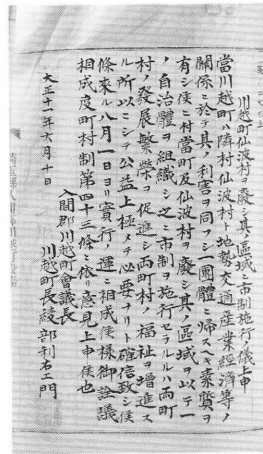 川越町仙波村ヲ廢シ其ノ區域ニ市制施行ノ儀上申
當川越町ハ隣村仙波村ト地勢交通産業經濟等ノ
關係ニ於テ其ノ利害ヲ同フシ一團體ニ歸スヘキ素質ヲ
有シ候ニ付當町及仙波村ヲ廢シ其ノ區域ヲ以テ一
ノ自治體ヲ組織シ之ニ市制ヲ施行セラルルハ両町
村ノ發展繁榮ヲ促進シ両町村ノ福祉ヲ増進ス
ル所以ニシテ公益上極メテ必要ノコト確信致シ候
條來ル八月一日ヨリ實行ノ運ニ相成候様御詮議
相成度町村制第四十三條ニ依リ意見上申候也
大正十一年六月十日
入間郡川越町會議長
川越町長綾部利右エ門